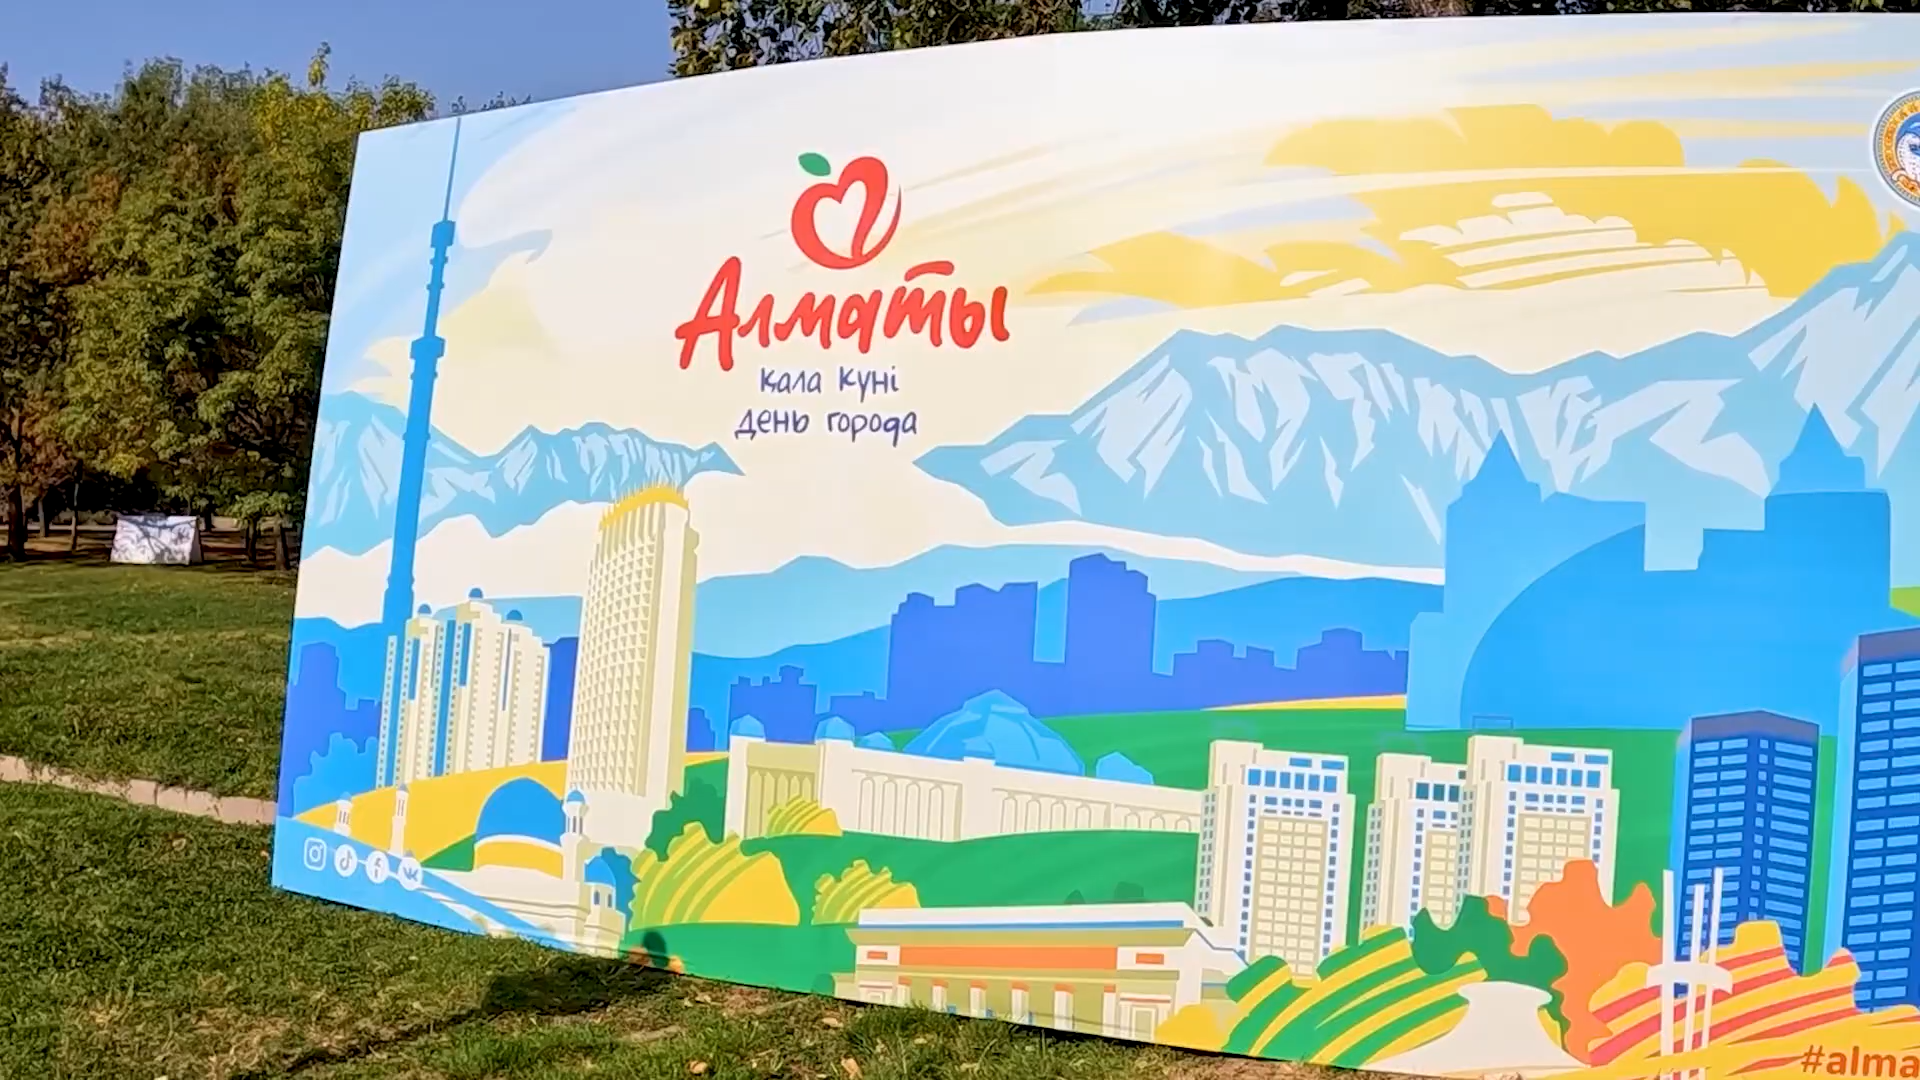 Алматы
қала күні
день города
#alma